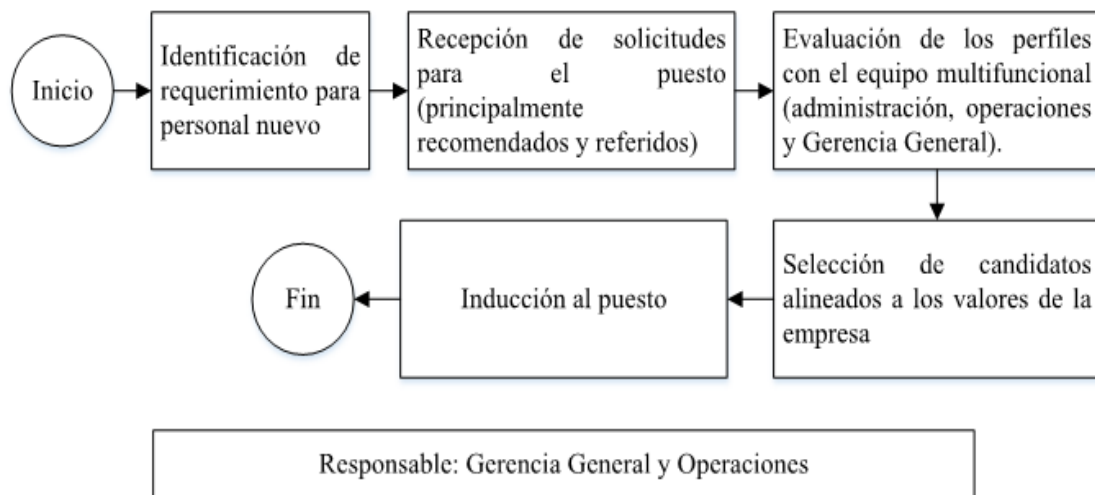 Inicio
Identificación de
requerimiento para
personal nuevo
Recepción de solicitudes
para el puesto
(principalmente
recomendados y referidos)
Evaluación de los perfiles
con el equipo multifuncional
(administración, operaciones
y Gerencia General).
Selección de candidatos
alineados a los valores de la
empresa
Inducción al puesto
Fin
Responsable: Gerencia General y Operaciones